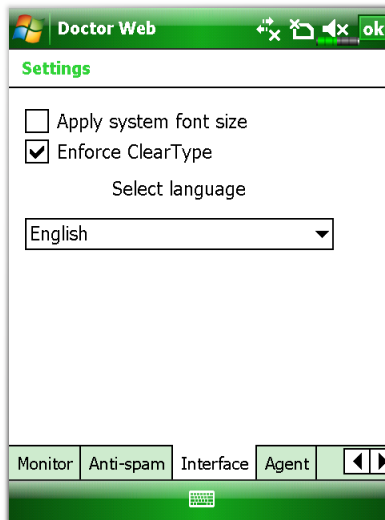 Doctor Web
ok
Settings
Apply system font size
Enforce ClearType
Select language
English
Monitor Anti-spam Interface Agent